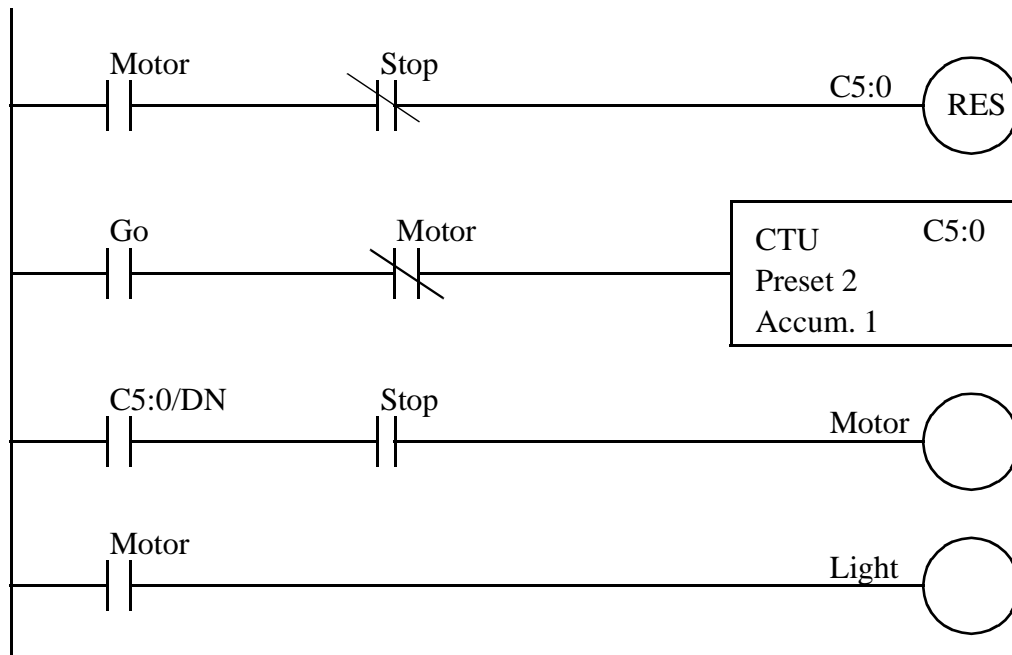 Motor Stop C5:0 RES
Go Motor CTU C5:0
Preset 2
Accum. 1
C5:0/DN Stop Motor
Motor Light